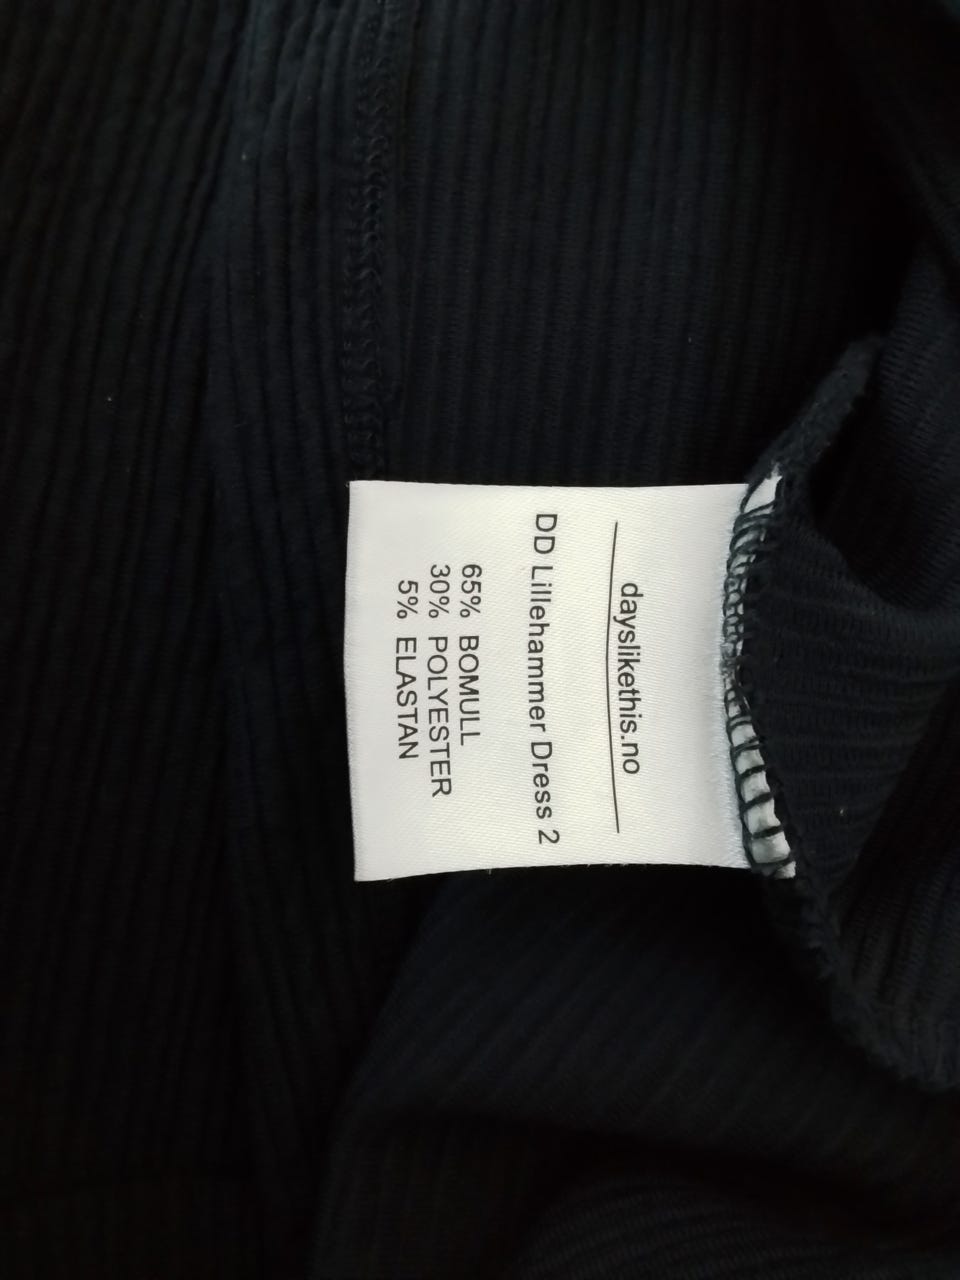 dayslikethis.no
DD Lillehammer Dress 2
65% BOMULL
30% POLYESTER
5% ELASTAN